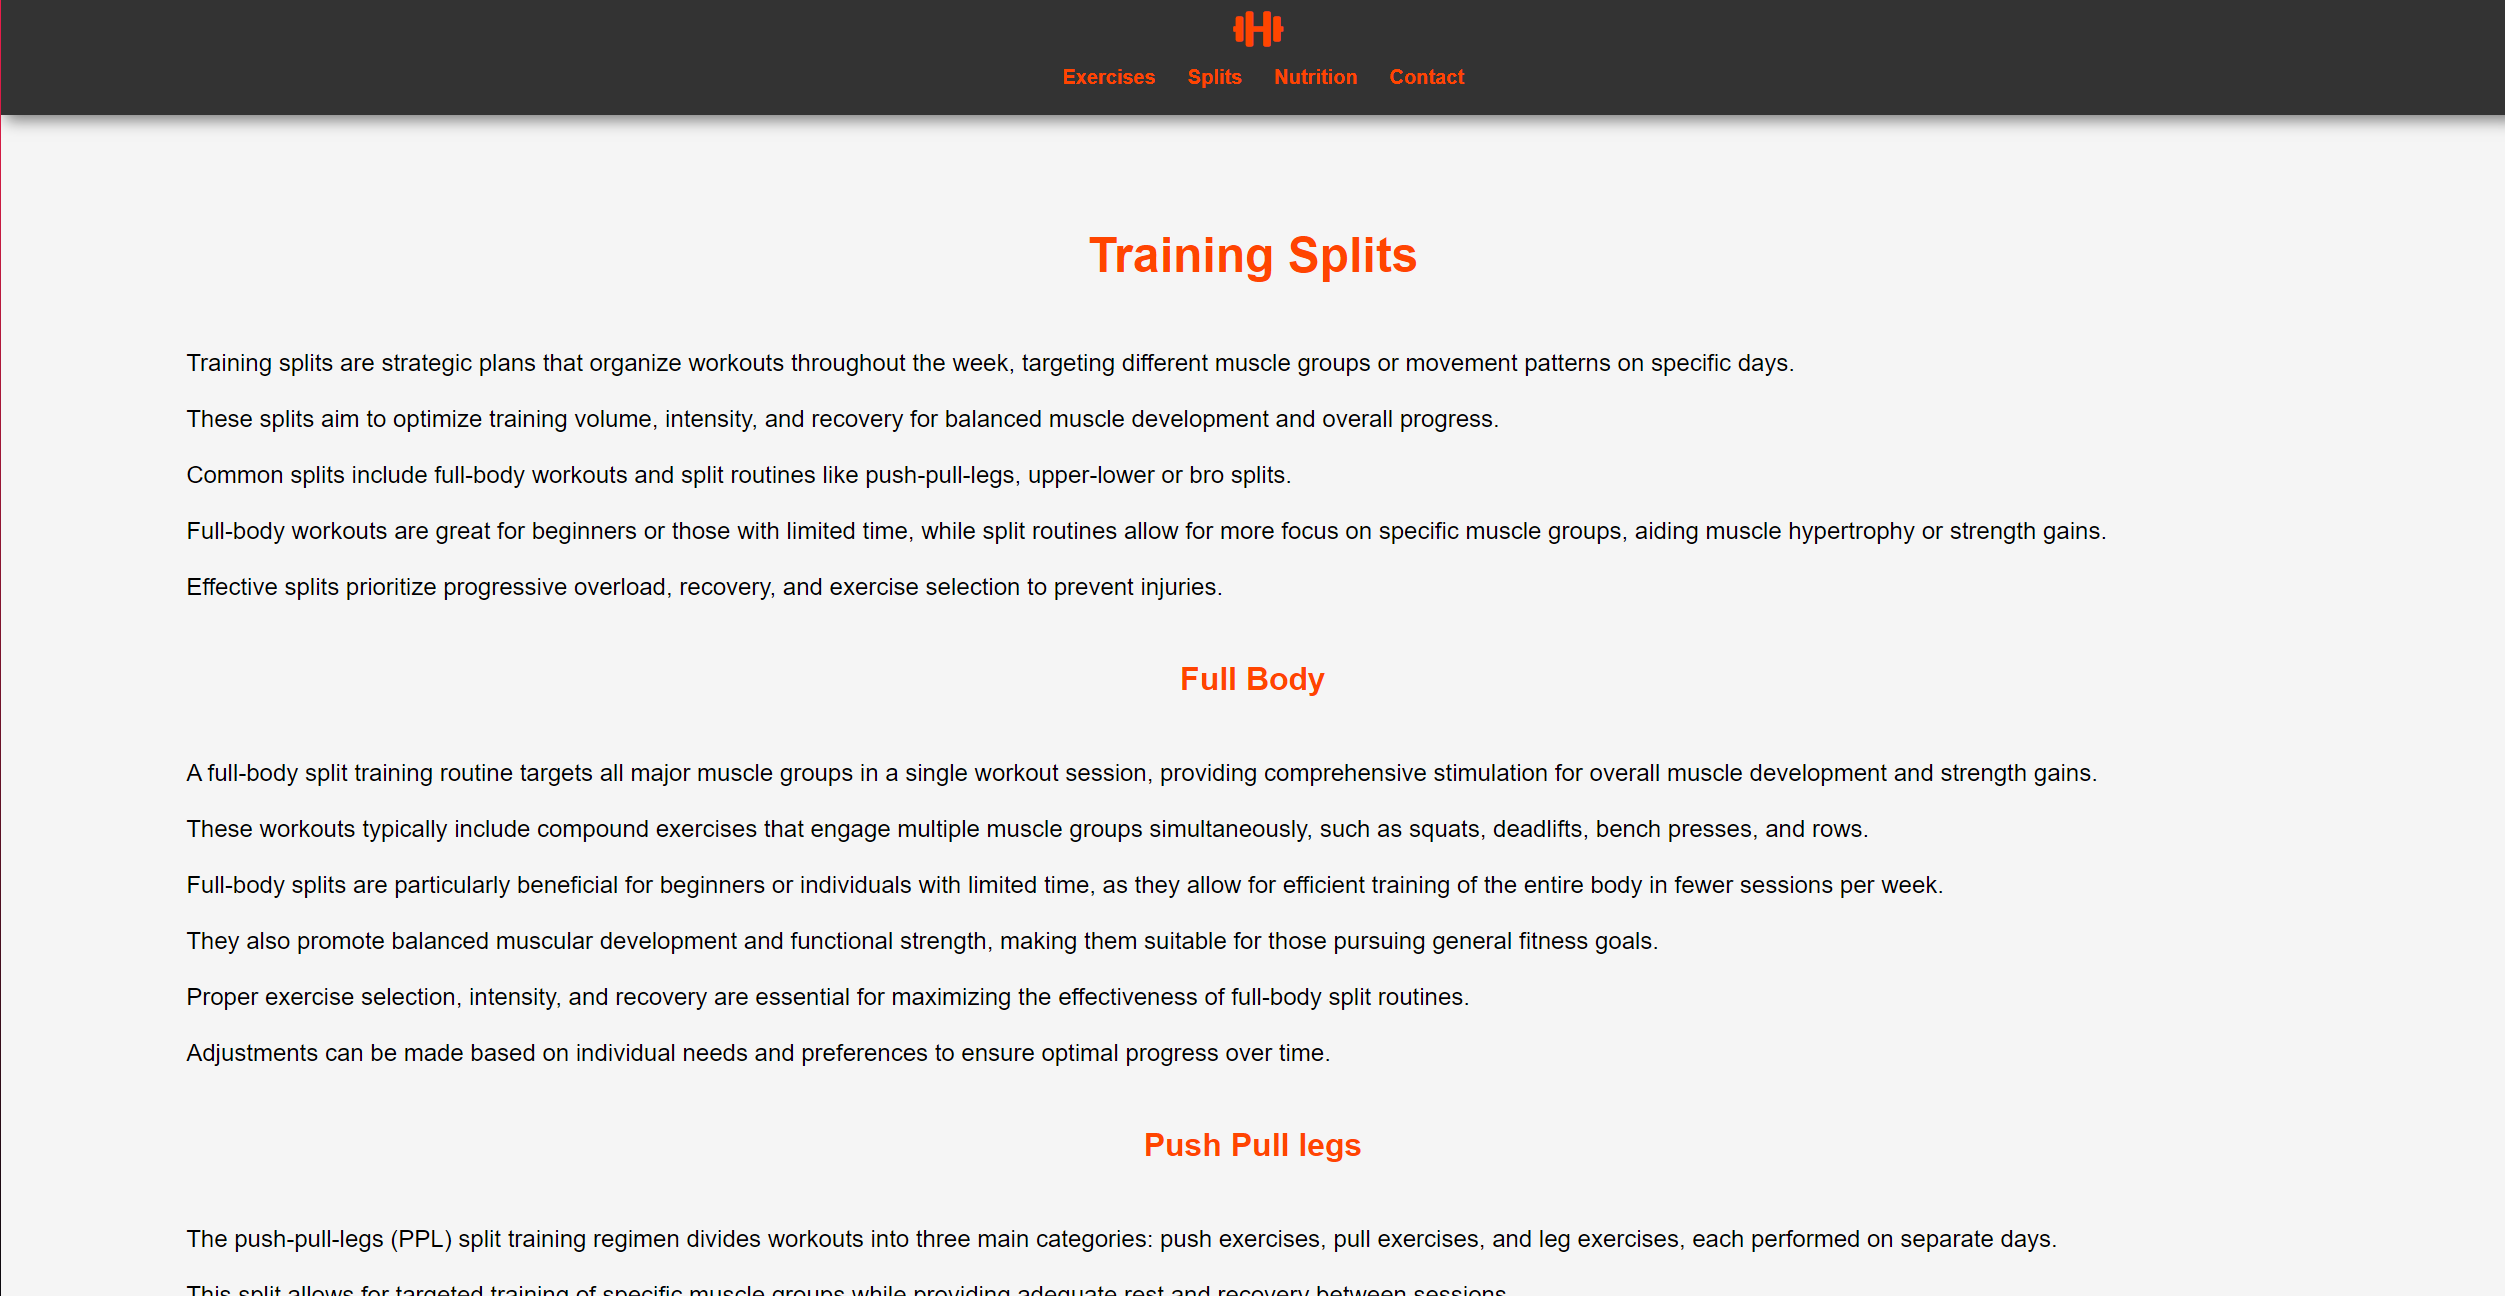 Exercises Splits Nutrition Contact
Training Splits
Training splits are strategic plans that organize workouts throughout the week, targeting different muscle groups or movement patterns on specific days.
These splits aim to optimize training volume, intensity, and recovery for balanced muscle development and overall progress.
Common splits include full-body workouts and split routines like push-pull-legs, upper-lower or bro splits.
Full-body workouts are great for beginners or those with limited time, while split routines allow for more focus on specific muscle groups, aiding muscle hypertrophy or strength gains.
Effective splits prioritize progressive overload, recovery, and exercise selection to prevent injuries.
Full Body
A full-body split training routine targets all major muscle groups in a single workout session, providing comprehensive stimulation for overall muscle development and strength gains.
These workouts typically include compound exercises that engage multiple muscle groups simultaneously, such as squats, deadlifts, bench presses, and rows.
Full-body splits are particularly beneficial for beginners or individuals with limited time, as they allow for efficient training of the entire body in fewer sessions per week.
They also promote balanced muscular development and functional strength, making them suitable for those pursuing general fitness goals.
Proper exercise selection, intensity, and recovery are essential for maximizing the effectiveness of full-body split routines.
Adjustments can be made based on individual needs and preferences to ensure optimal progress over time.
Push Pull legs
The push-pull-legs (PPL) split training regimen divides workouts into three main categories: push exercises, pull exercises, and leg exercises, each performed on separate days.
This split allows for targeted training of specific muscle groups while providing adequate rest and recovery between sessions.